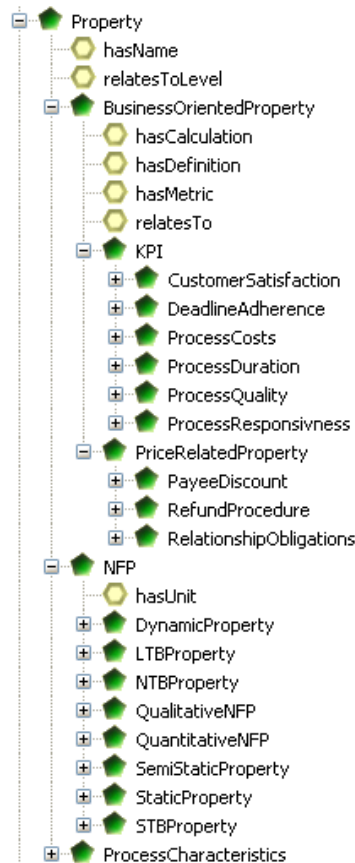 Property
hasName
relatesToLevel
BusinessOrientedProperty
hasCalculation
hasDefinition
hasMetric
relatesTo
KPI
CustomerSatisfaction
DeadlineAdherence
ProcessCosts
ProcessDuration
ProcessQuality
ProcessResponsivness
PriceRelatedProperty
PayeeDiscount
RefundProcedure
RelationshipObligations
NFP
hasUnit
DynamicProperty
LTBProperty
NTBProperty
QualitativeNFP
QuantitativeNFP
SemiStaticProperty
StaticProperty
STBProperty
ProcessCharacteristics